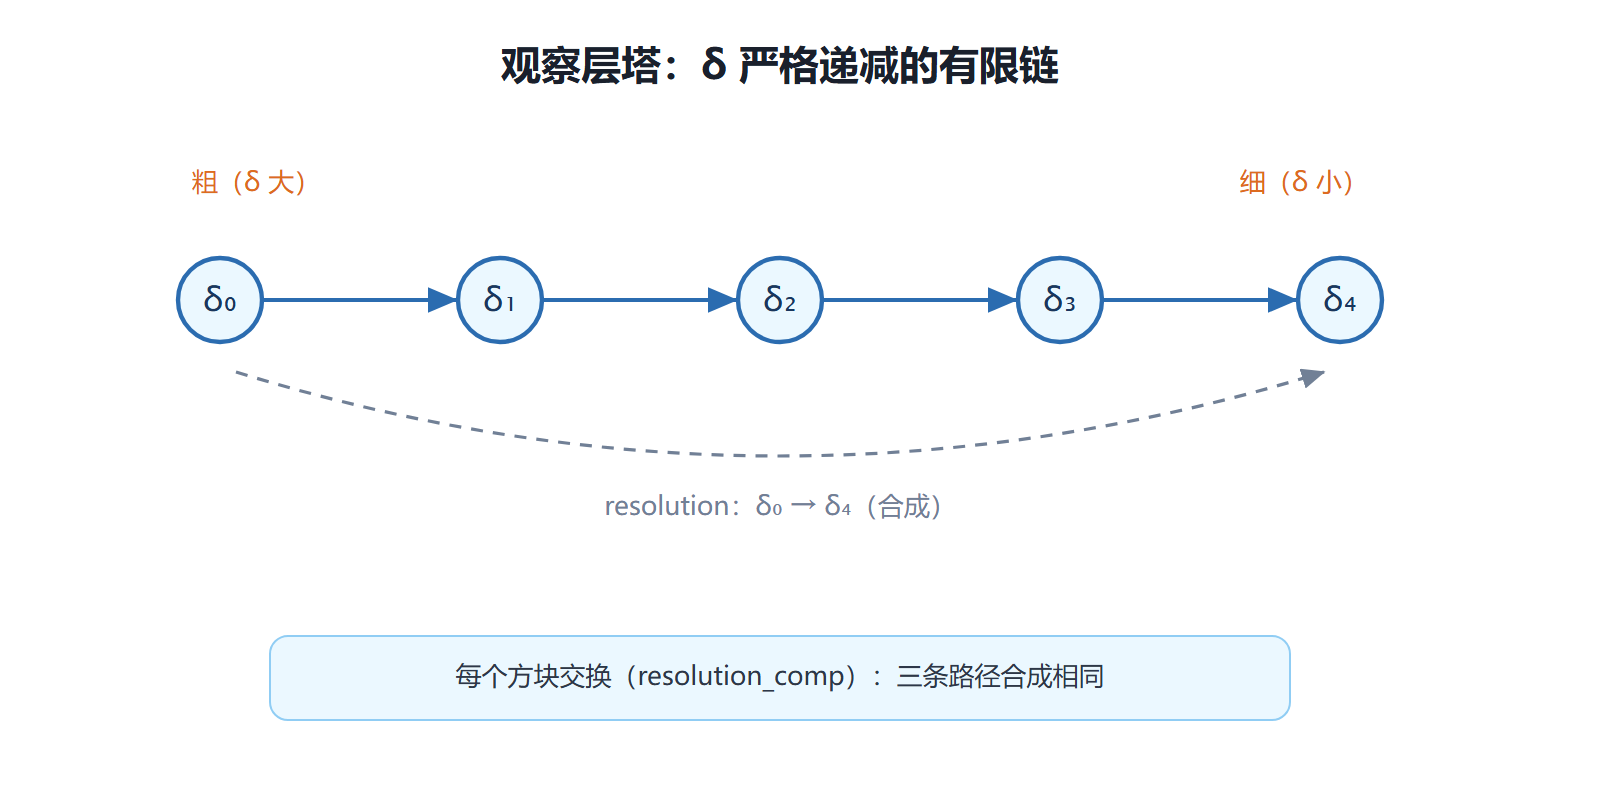 观察层塔：δ 严格递减的有限链
粗（δ 大）
细（δ 小）
δ₀
δ₁
δ₂
δ₃
δ₄
resolution：δ₀ → δ₄（合成）
每个方块交换（resolution_comp）：三条路径合成相同